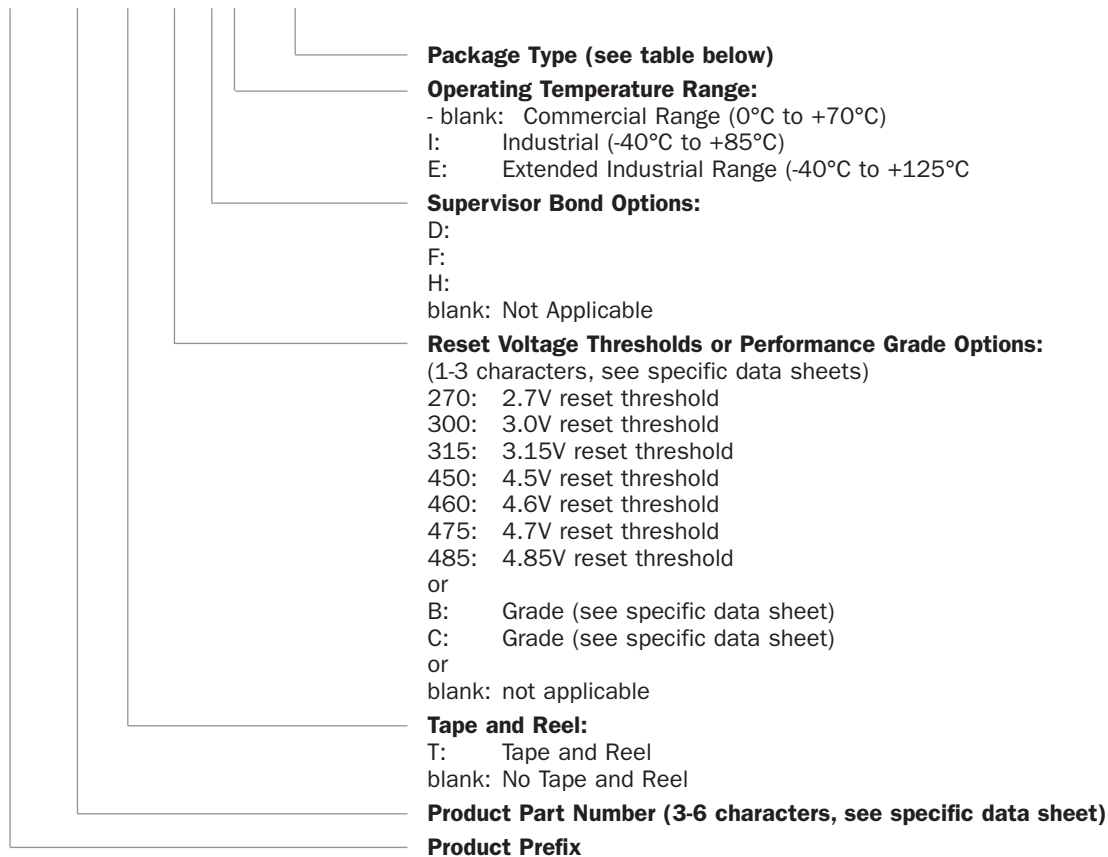 Package Type (see table below)
Operating Temperature Range:
- blank: Commercial Range (0°C to +70°C)
I: Industrial (-40°C to +85°C)
E: Extended Industrial Range (-40°C to +125°C
Supervisor Bond Options:
D:
F:
H:
blank: Not Applicable
Reset Voltage Thresholds or Performance Grade Options:
(1-3 characters, see specific data sheets)
270: 2.7V reset threshold
300: 3.0V reset threshold
315: 3.15V reset threshold
450: 4.5V reset threshold
460: 4.6V reset threshold
475: 4.7V reset threshold
485: 4.85V reset threshold
or
B: Grade (see specific data sheet)
C: Grade (see specific data sheet)
or
blank: not applicable
Tape and Reel:
T: Tape and Reel
blank: No Tape and Reel
Product Part Number (3-6 characters, see specific data sheet)
Product Prefix